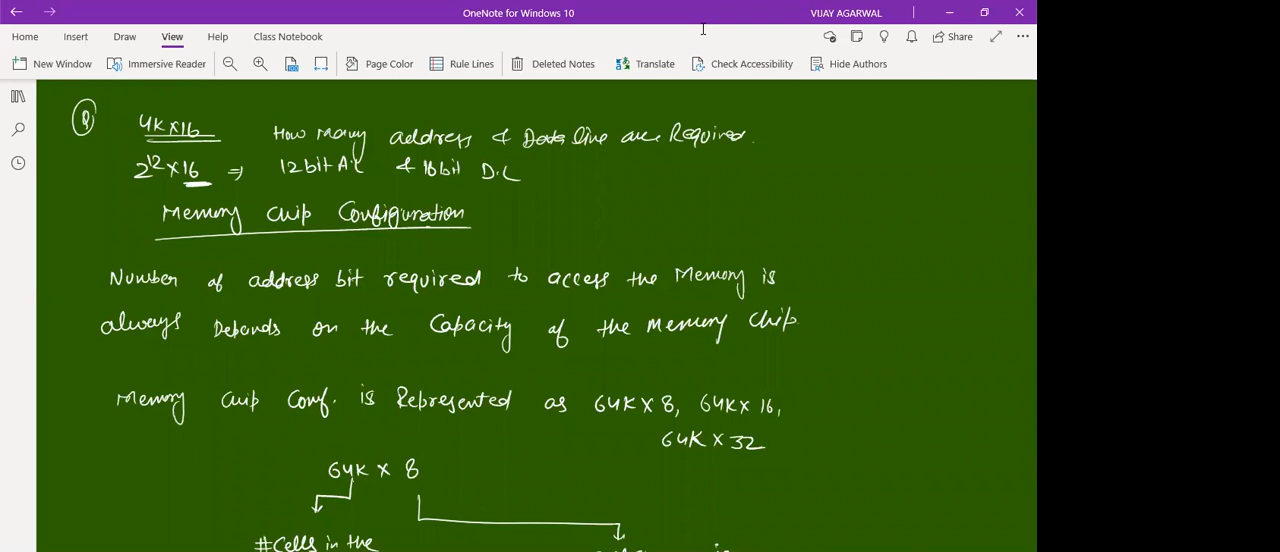 OneNote for Windows 10
VIJAY AGARWAL
Home Insert Draw View Help Class Notebook Share
New Window Immersive Reader Page Color Rule Lines Deleted Notes Translate Check Accessibility Hide Authors
Q 4K×16 How many address & Data line are Required.
2^12 × 16 ⇒ 12 bit A.L & 16 bit D.L
Memory chip Configuration
Number of address bit required to access the Memory is
always Depends on the Capacity of the Memory chip.
Memory chip Conf. is Represented as 64K×8, 64K×16,
64K×32
64K × 8
#Cells in the